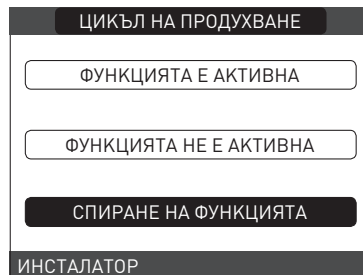 ЦИКЪЛ НА ПРОДУХВАНЕ
ФУНКЦИЯТА Е АКТИВНА
ФУНКЦИЯТА НЕ Е АКТИВНА
СПИРАНЕ НА ФУНКЦИЯТА
ИНСТАЛАТОР